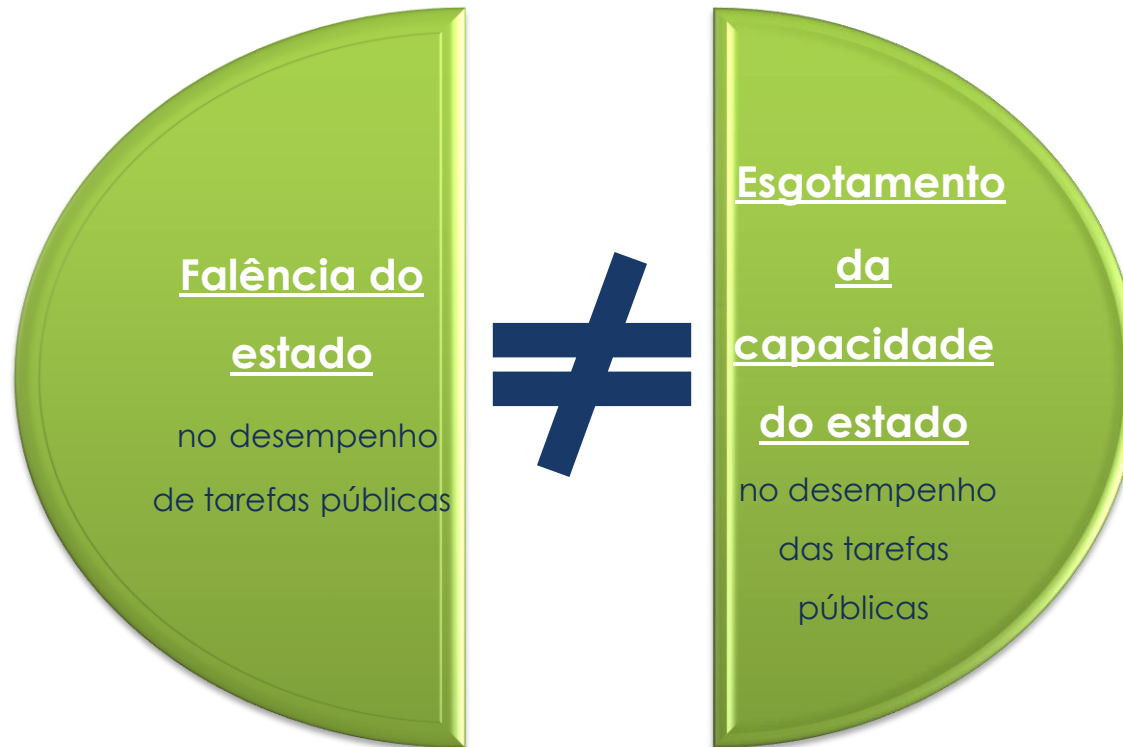 Falência do
estado
no desempenho
de tarefas públicas
≠
Esgotamento
da
capacidade
do estado
no desempenho
das tarefas
públicas